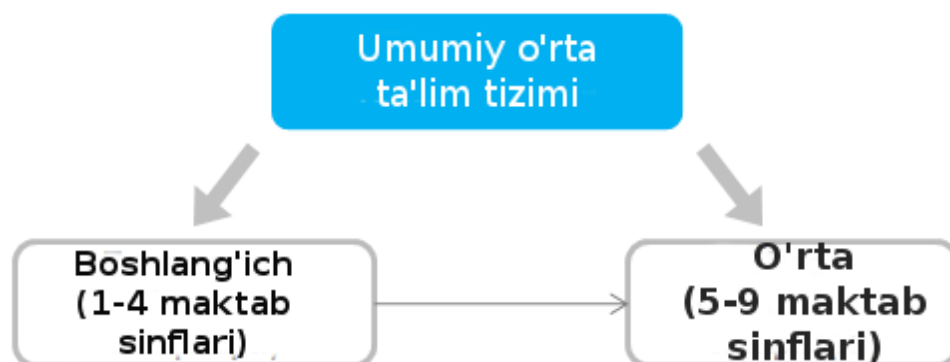 Umumiy o'rta
ta'lim tizimi
Boshlang'ich
(1-4 maktab
sinflari)
O'rta
(5-9 maktab
sinflari)